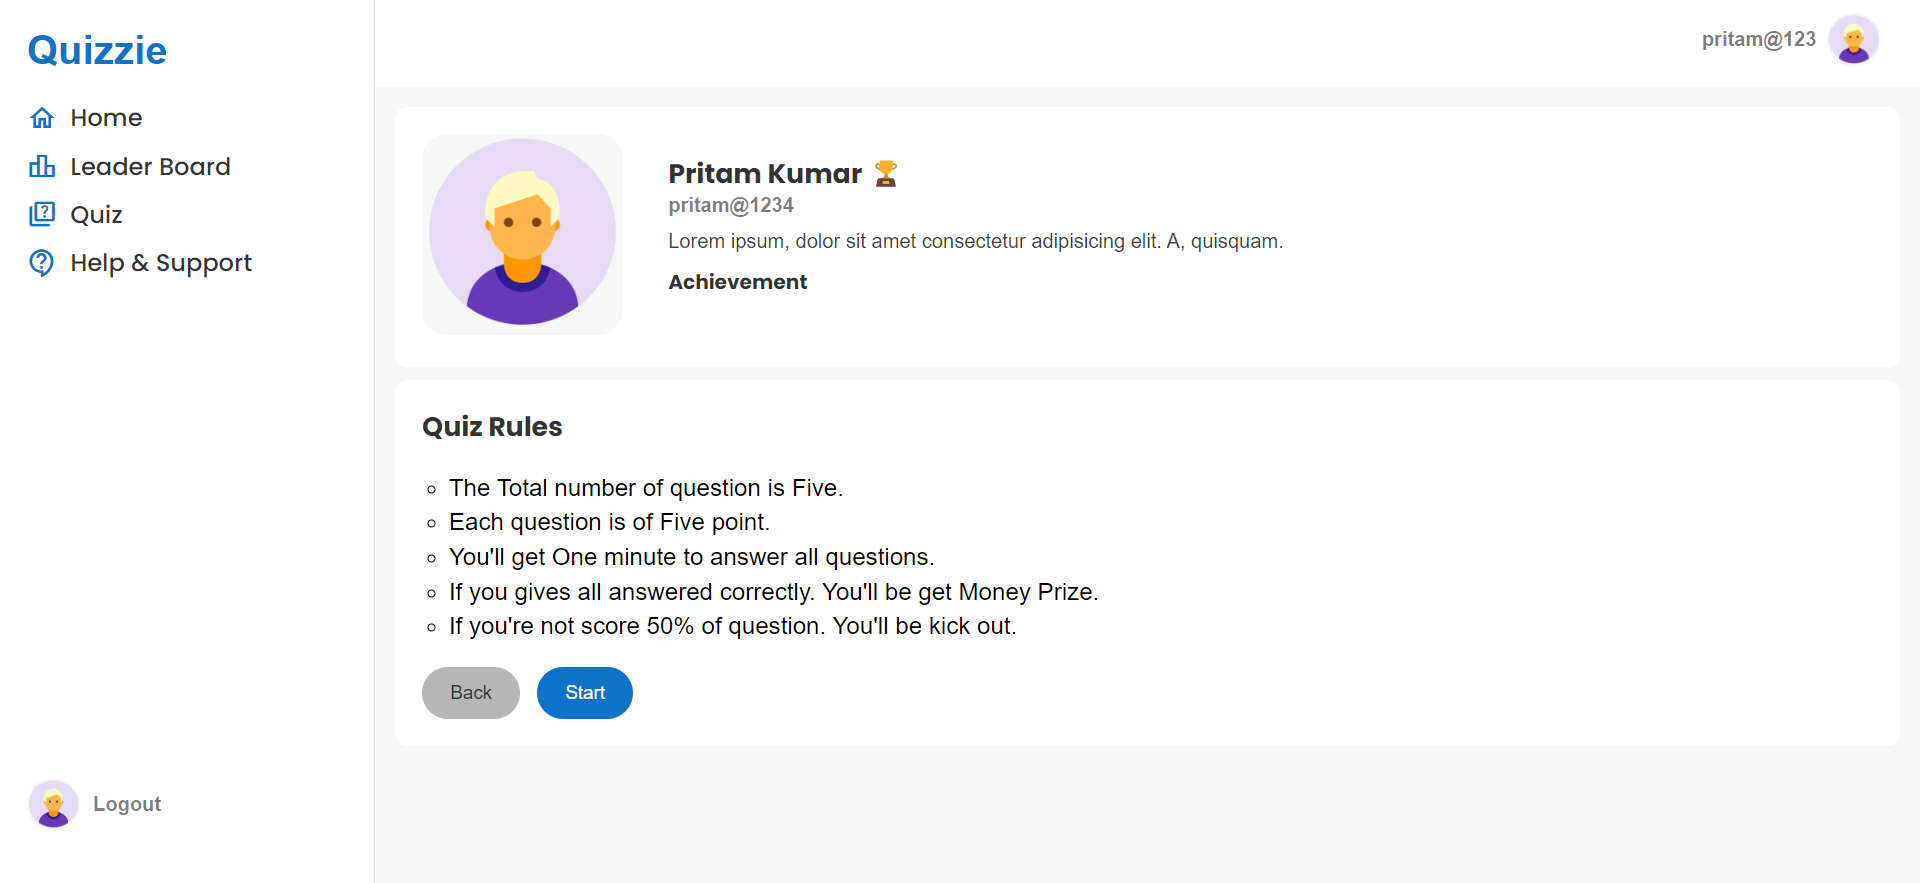 Quizzie
Home
Leader Board
Quiz
Help & Support
Logout
pritam@123
Pritam Kumar
pritam@1234
Lorem ipsum, dolor sit amet consectetur adipisicing elit. A, quisquam.
Achievement
Quiz Rules
The Total number of question is Five.
Each question is of Five point.
You'll get One minute to answer all questions.
If you gives all answered correctly. You'll be get Money Prize.
If you're not score 50% of question. You'll be kick out.
Back
Start